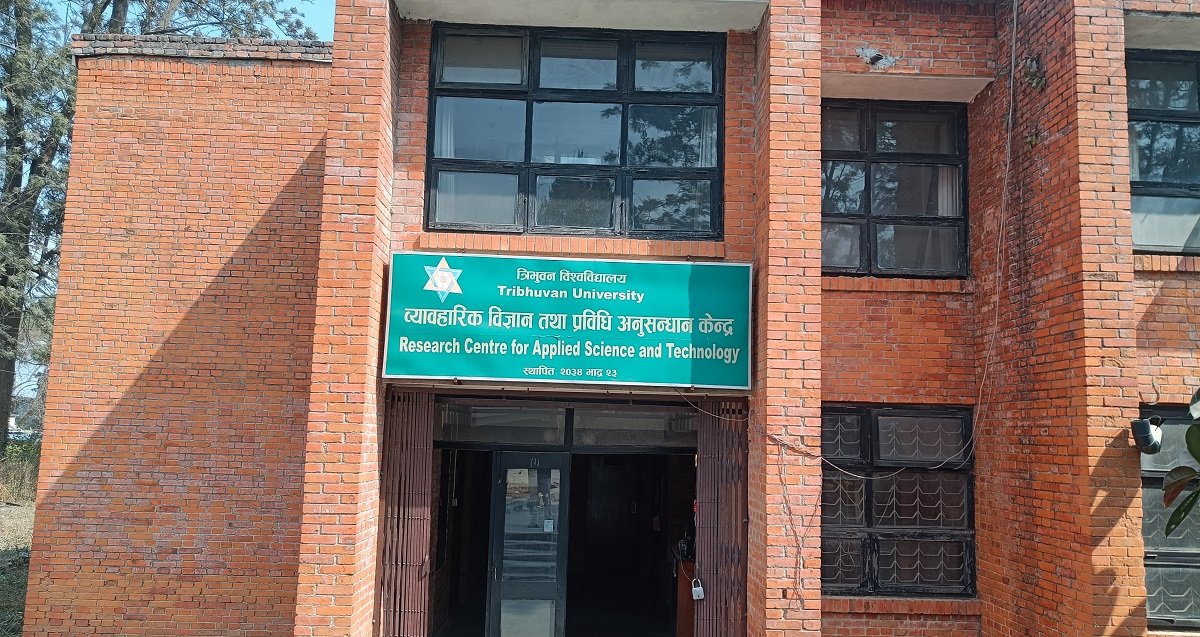 त्रिभुवन विश्वविद्यालय
Tribhuvan University
व्यावहारिक विज्ञान तथा प्रविधि अनुसन्धान केन्द्र
Research Centre for Applied Science and Technology
स्थापितः २०३४ भाद्र २३